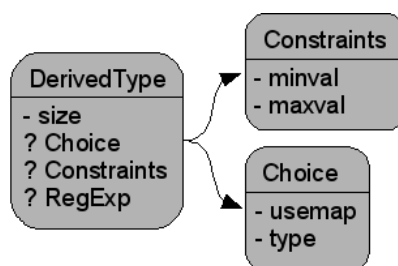 DerivedType
- size
? Choice
? Constraints
? RegExp
Constraints
- minval
- maxval
Choice
- usemap
- type